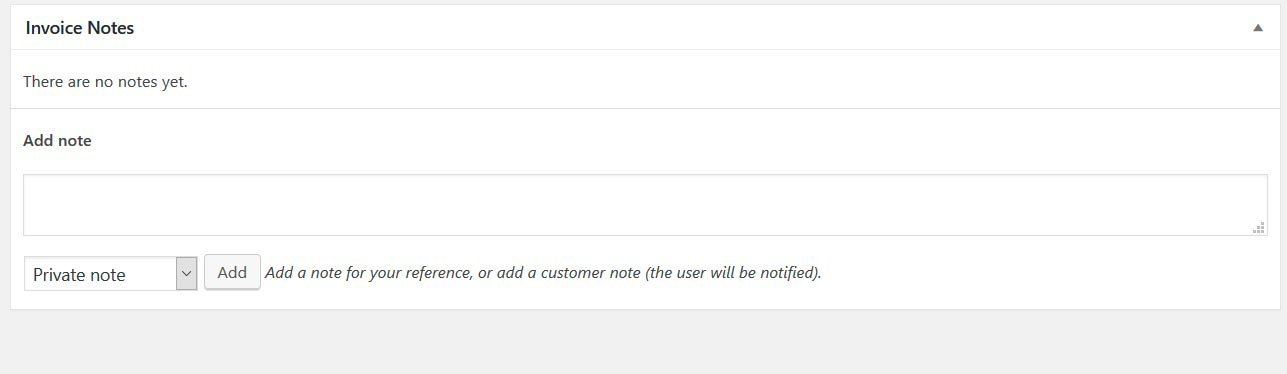 Invoice Notes
There are no notes yet.
Add note
Private note Add Add a note for your reference, or add a customer note (the user will be notified).